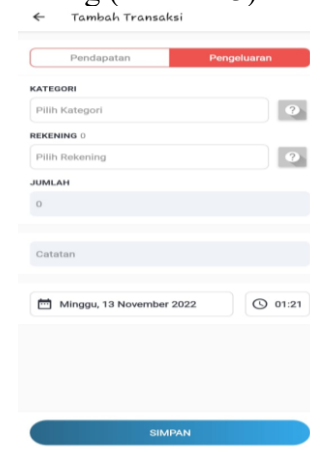 ← Tambah Transaksi
Pendapatan Pengeluaran
KATEGORI
Pilih Kategori ?
REKENING 0
Pilih Rekening ?
JUMLAH
0
Catatan
Minggu, 13 November 2022 01:21
SIMPAN